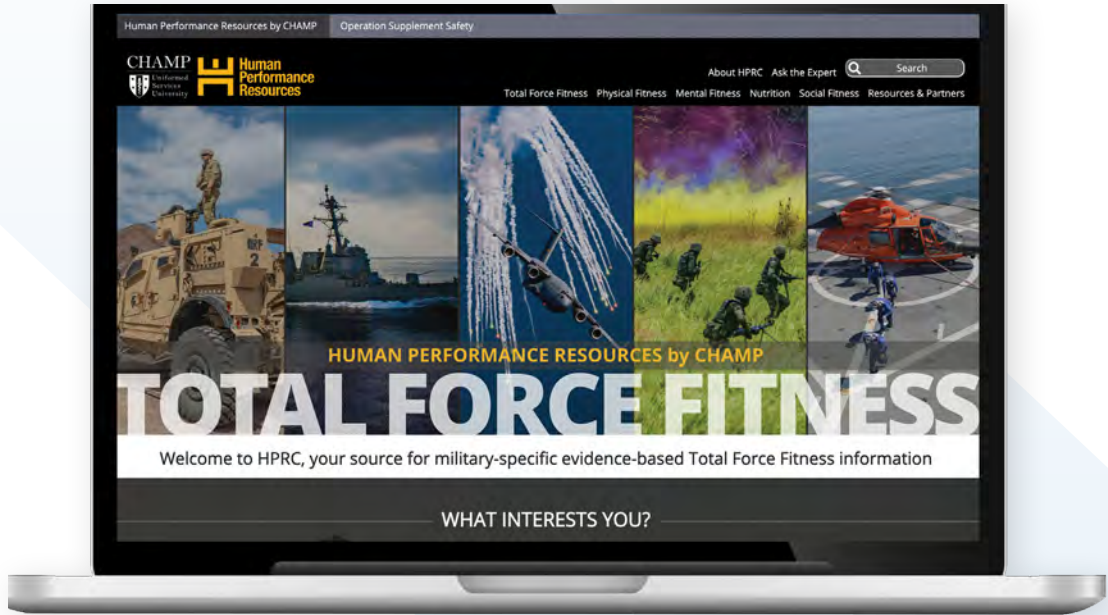 Human Performance Resources by CHAMP Operation Supplement Safety
CHAMP
Uniformed
Services
University
Human
Performance
Resources
About HPRC Ask the Expert Search
Total Force Fitness Physical Fitness Mental Fitness Nutrition Social Fitness Resources & Partners
2
HUMAN PERFORMANCE RESOURCES by CHAMP
TOTAL FORCE FITNESS
Welcome to HPRC, your source for military-specific evidence-based Total Force Fitness information
WHAT INTERESTS YOU?